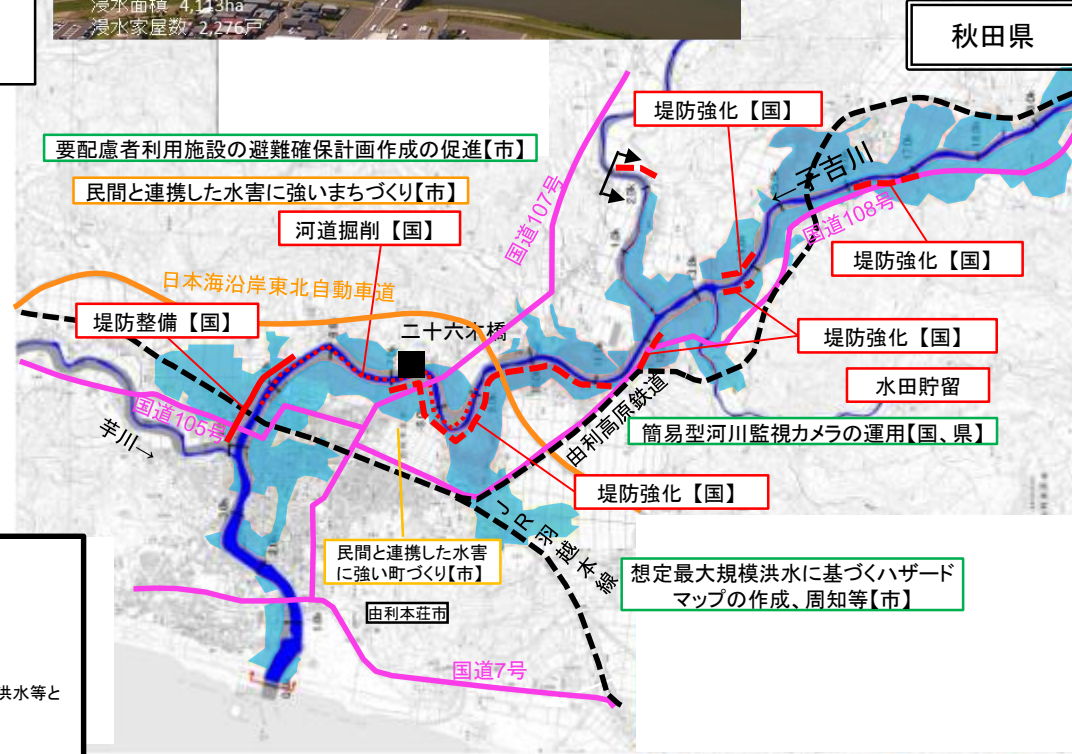 浸水面積 4,113ha
浸水家屋数 2,276戸
秋田県
堤防強化【国】
要配慮者利用施設の避難確保計画作成の促進【市】
民間と連携した水害に強いまちづくり【市】
河道掘削【国】
国道107号
←子吉川
国道108号
堤防強化【国】
日本海沿岸東北自動車道
堤防整備【国】
二十六木橋
堤防強化【国】
水田貯留
国道105号
芋川→
由利高原鉄道
簡易型河川監視カメラの運用【国、県】
堤防強化【国】
JR羽越本線
民間と連携した水害
に強い町づくり【市】
想定最大規模洪水に基づくハザード
マップの作成、周知等【市】
由利本荘市
国道7号
洪水等と